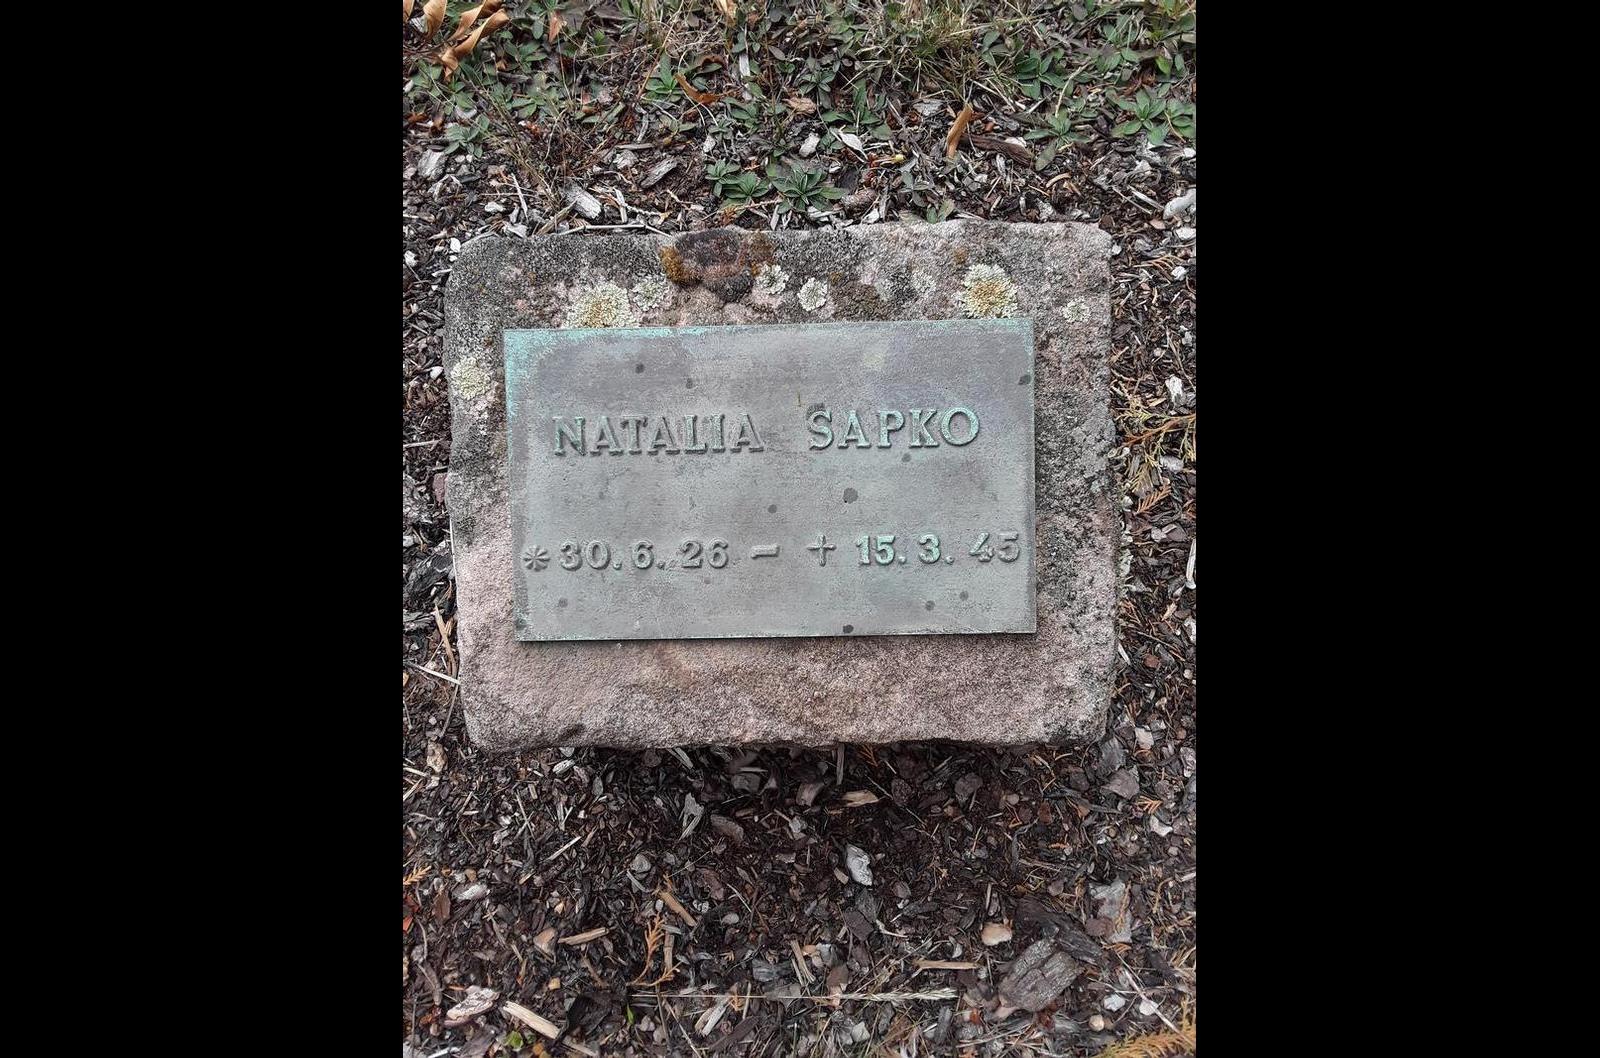 NATALIA SAPKO
* 30.6.26 – † 15.3.45